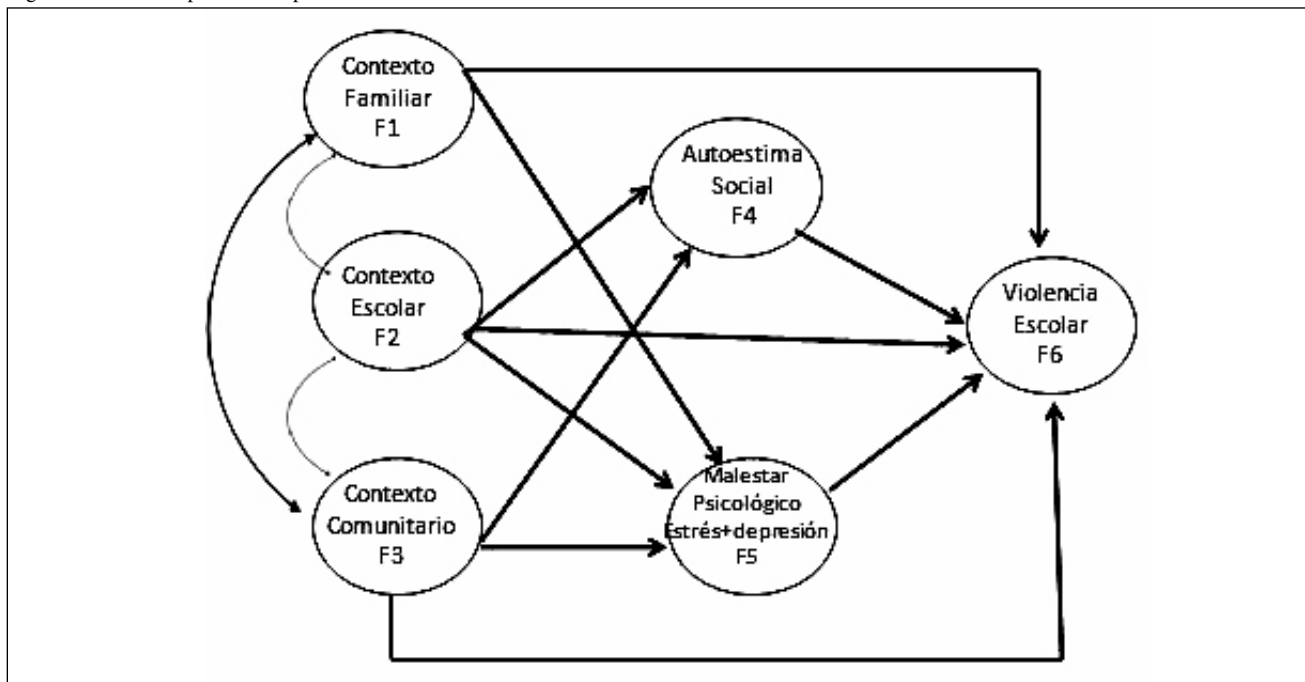 Contexto
Familiar
F1
Autoestima
Social
F4
Contexto
Escolar
F2
Violencia
Escolar
F6
Contexto
Comunitario
F3
Malestar
Psicológico
Estrés+depresión
F5